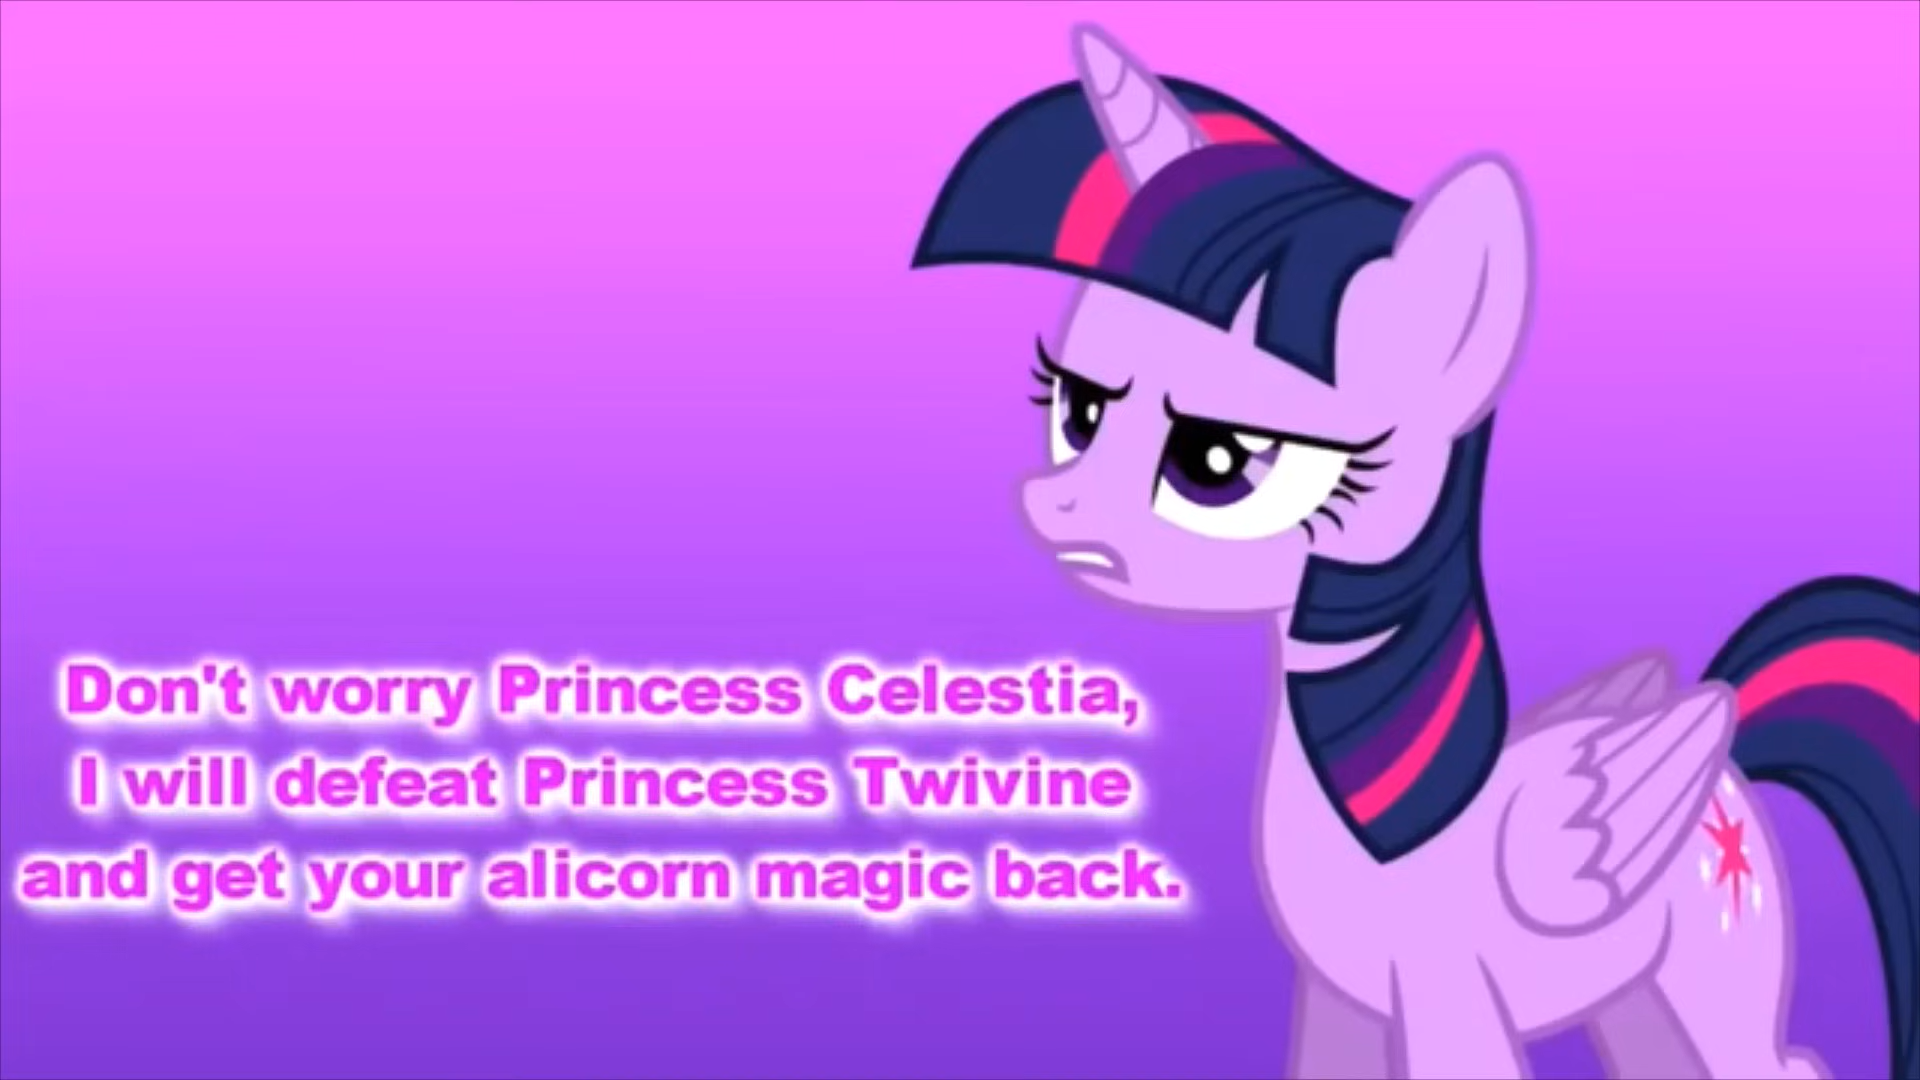 Don't worry Princess Celestia,
I will defeat Princess Twivine
and get your alicorn magic back.